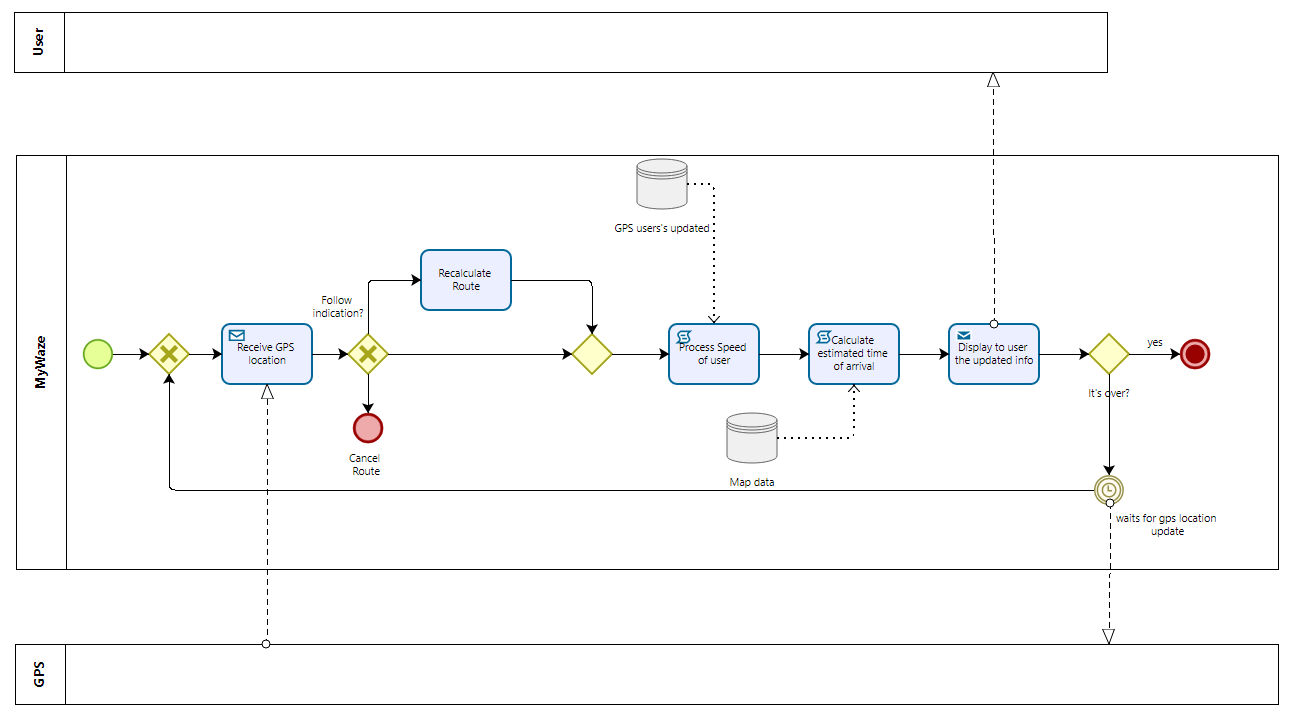 User
MyWaze
GPS users's updated
Recalculate
Route
Follow
indication?
Receive GPS
location
Process Speed
of user
Calculate
estimated time
of arrival
Display to user
the updated info
yes
It's over?
Cancel
Route
Map data
waits for gps location
update
GPS